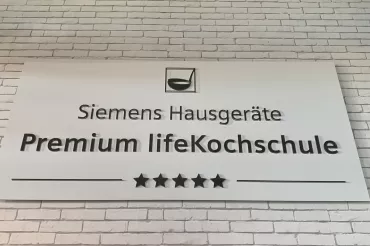 Siemens Hausgeräte
Premium lifeKochschule